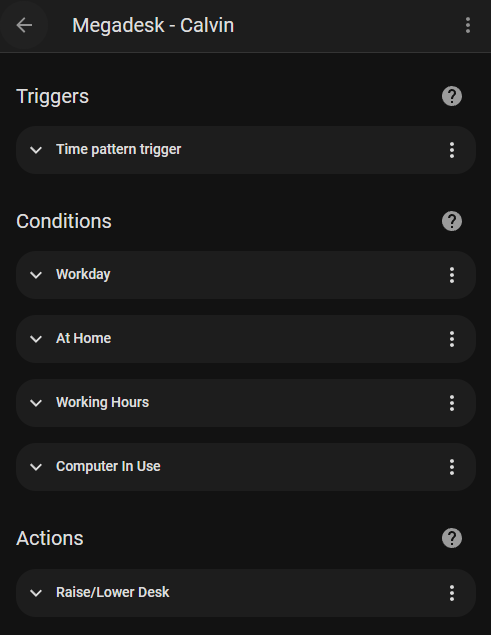 Megadesk - Calvin
Triggers
Time pattern trigger
Conditions
Workday
At Home
Working Hours
Computer In Use
Actions
Raise/Lower Desk